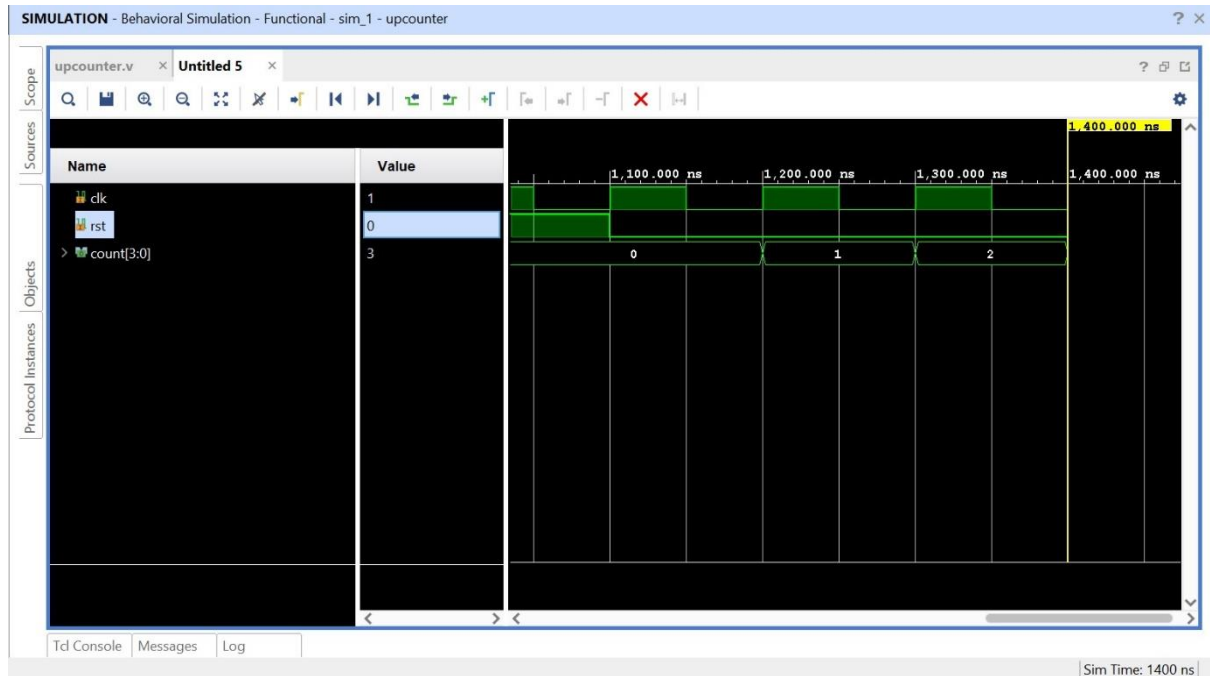 SIMULATION - Behavioral Simulation - Functional - sim_1 - upcounter
? ×
Scope
Sources
Objects
Protocol Instances
upcounter.v × Untitled 5 ×
?
1,400.000 ns
Name Value
1,100.000 ns 1,200.000 ns 1,300.000 ns 1,400.000 ns
clk 1
rst 0
> count[3:0] 3 0 1 2
Tcl Console Messages Log
Sim Time: 1400 ns